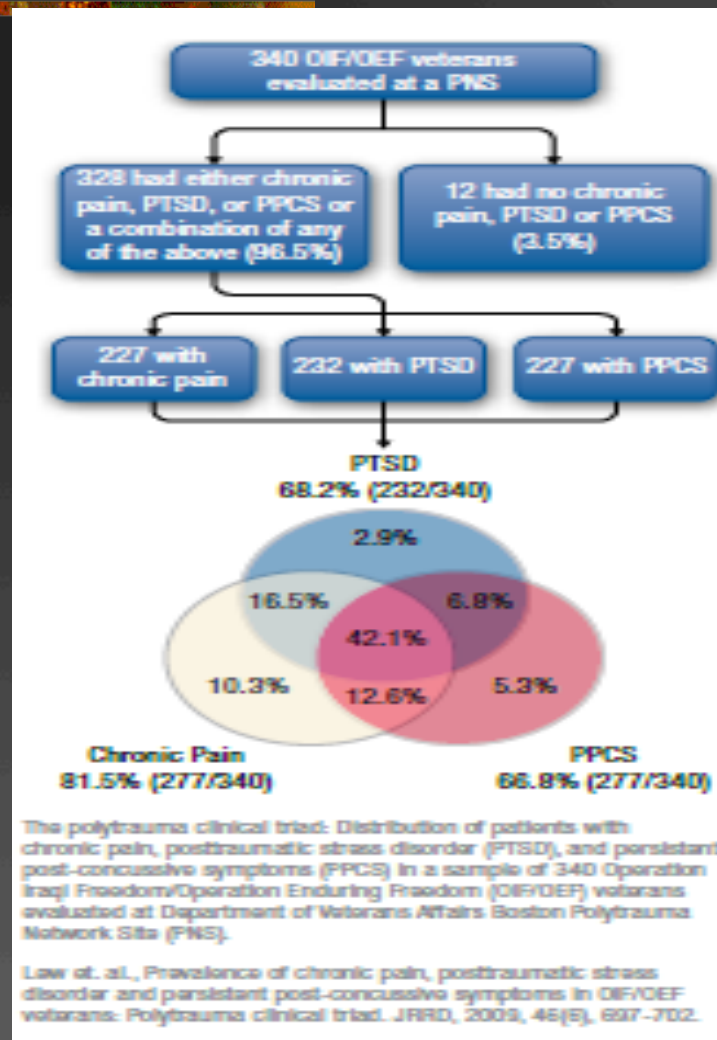 340 OIF/OEF veterans
evaluated at a PNS
328 had either chronic
pain, PTSD, or PPCS or
a combination of any
of the above (96.5%)
12 had no chronic
pain, PTSD or PPCS
(3.5%)
227 with
chronic pain
232 with PTSD
227 with PPCS
PTSD
68.2% (232/340)
2.9%
16.5%
6.8%
42.1%
10.3%
12.6%
5.3%
Chronic Pain
81.5% (277/340)
PPCS
66.8% (277/340)
The polytrauma clinical triad: Distribution of patients with
chronic pain, posttraumatic stress disorder (PTSD), and persistent
post-concussive symptoms (PPCS) in a sample of 340 Operation
Iraqi Freedom/Operation Enduring Freedom (OIF/OEF) veterans
evaluated at Department of Veterans Affairs Boston Polytrauma
Network Site (PNS).
Lew et. al., Prevalence of chronic pain, posttraumatic stress
disorder and persistent post-concussive symptoms in OIF/OEF
veterans: Polytrauma clinical triad. JRRD, 2009, 46(6), 697-702.